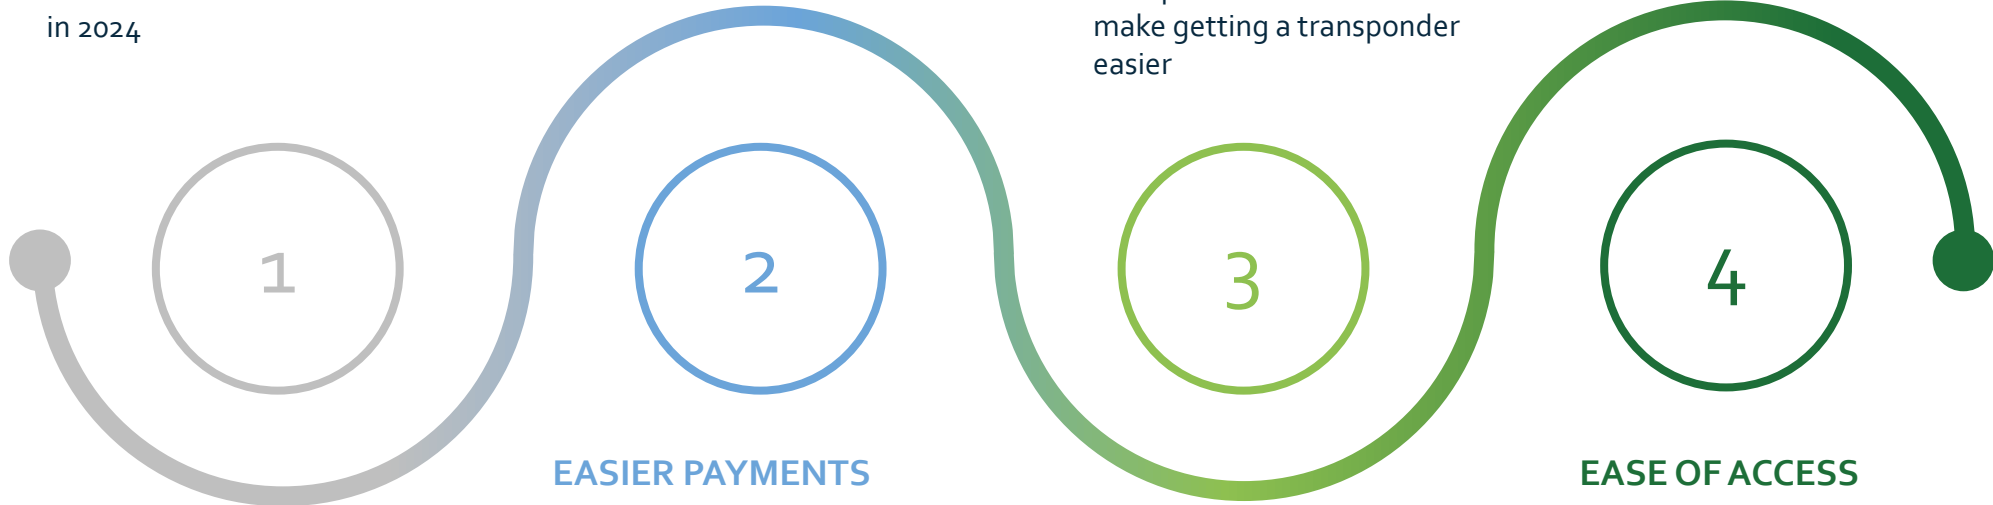 in 2024
make getting a transponder
easier
1
2
3
4
EASIER PAYMENTS
EASE OF ACCESS